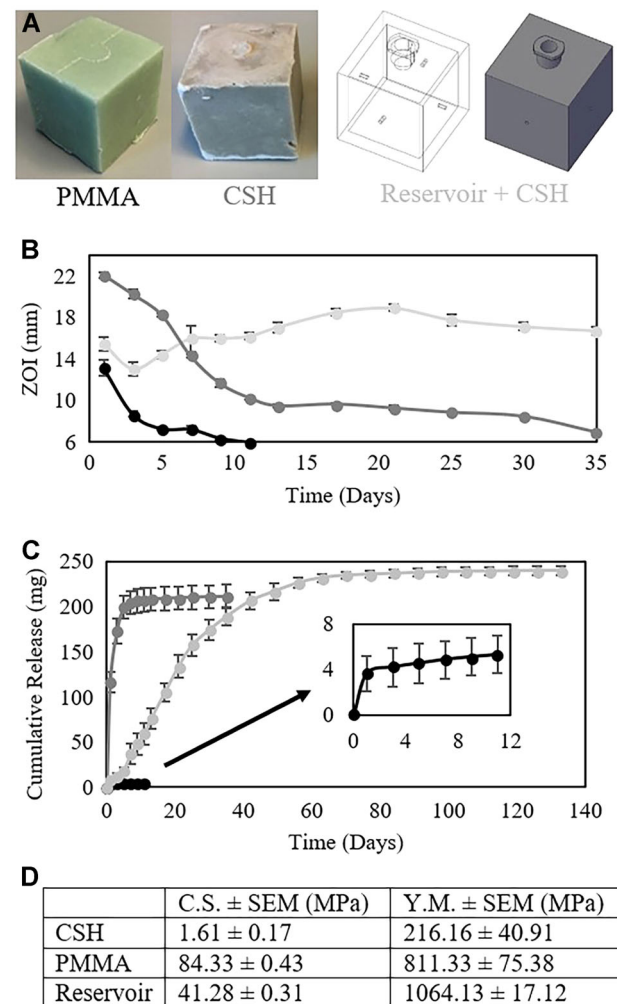 A
PMMA CSH Reservoir + CSH
B
22
18
14
10
6
ZOI (mm)
0 5 10 15 20 25 30 35
Time (Days)
C
250
200
150
100
50
0
Cumulative Release (mg)
8
4
0
0 4 8 12
0 20 40 60 80 100 120 140
Time (Days)
D
C.S. ± SEM (MPa) Y.M. ± SEM (MPa)
CSH 1.61 ± 0.17 216.16 ± 40.91
PMMA 84.33 ± 0.43 811.33 ± 75.38
Reservoir 41.28 ± 0.31 1064.13 ± 17.12